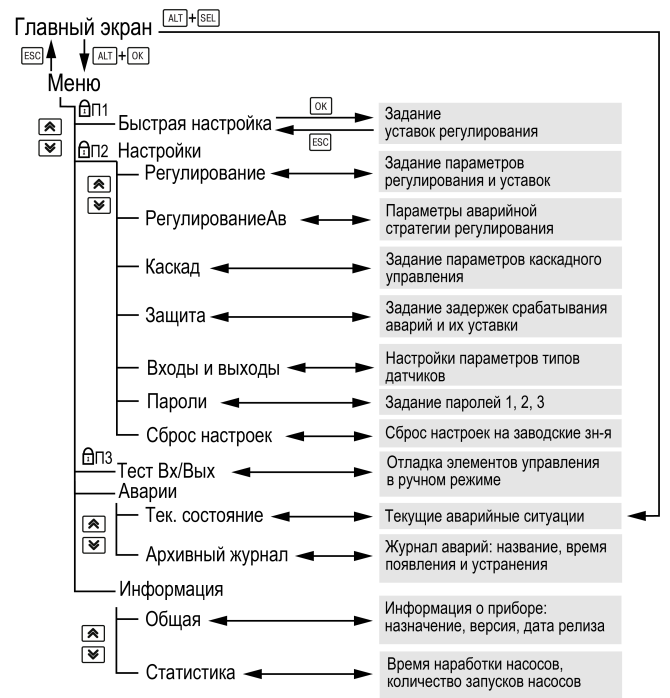 Главный экран ALT+SEL
ESC ALT+OK
Меню
П1
Быстрая настройка OK ESC Задание
уставок регулирования
П2 Настройки
Регулирование Задание параметров
регулирования и уставок
РегулированиеАв Параметры аварийной
стратегии регулирования
Каскад Задание параметров каскадного
управления
Защита Задание задержек срабатывания
аварий и их уставки
Входы и выходы Настройки параметров типов
датчиков
Пароли Задание паролей 1, 2, 3
Сброс настроек Сброс настроек на заводские зн-я
П3
Тест Вх/Вых Отладка элементов управления
в ручном режиме
Аварии
Тек. состояние Текущие аварийные ситуации
Архивный журнал Журнал аварий: название, время
появления и устранения
Информация
Общая Информация о приборе:
назначение, версия, дата релиза
Статистика Время наработки насосов,
количество запусков насосов